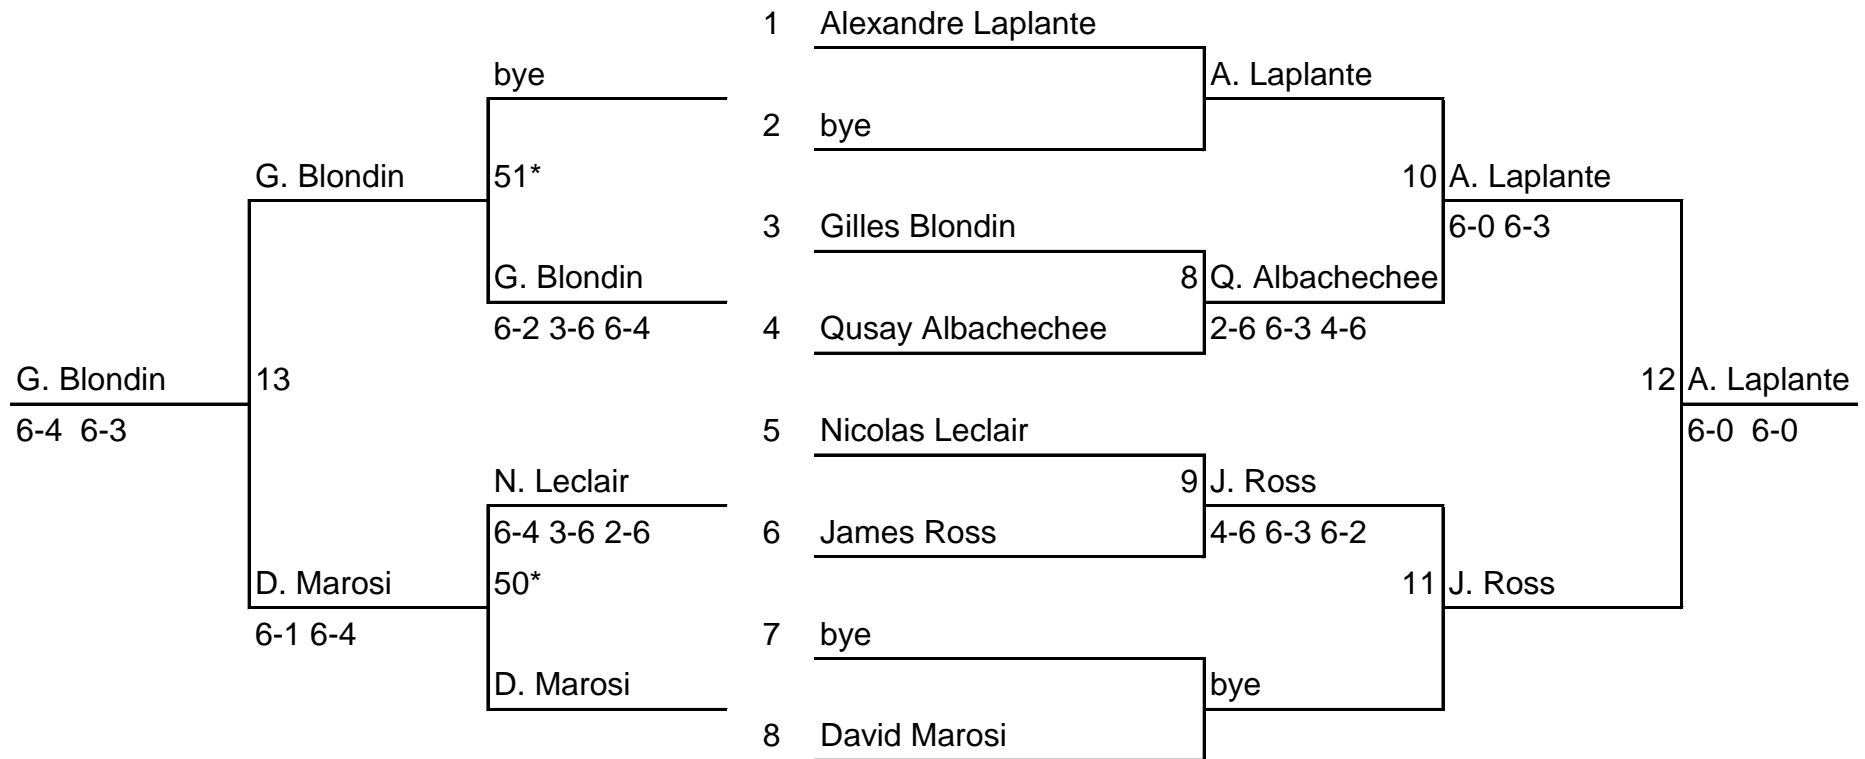 1 Alexandre Laplante
bye A. Laplante
2 bye
G. Blondin 51* 10 A. Laplante
3 Gilles Blondin 6-0 6-3
G. Blondin 8 Q. Albachechee
6-2 3-6 6-4 4 Qusay Albachechee 2-6 6-3 4-6
G. Blondin 13 12 A. Laplante
6-4 6-3 5 Nicolas Leclair 6-0 6-0
N. Leclair 9 J. Ross
6-4 3-6 2-6 6 James Ross 4-6 6-3 6-2
D. Marosi 50* 11 J. Ross
6-1 6-4 7 bye
D. Marosi bye
8 David Marosi